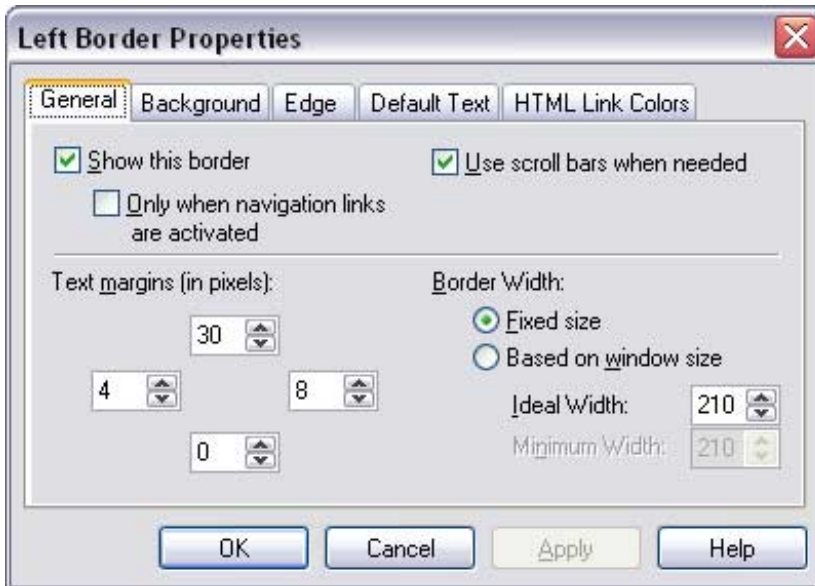 Left Border Properties
General Background Edge Default Text HTML Link Colors
Show this border
Use scroll bars when needed
Only when navigation links
are activated
Text margins (in pixels):
30
4
8
0
Border Width:
Fixed size
Based on window size
Ideal Width: 210
Minimum Width: 210
OK Cancel Apply Help